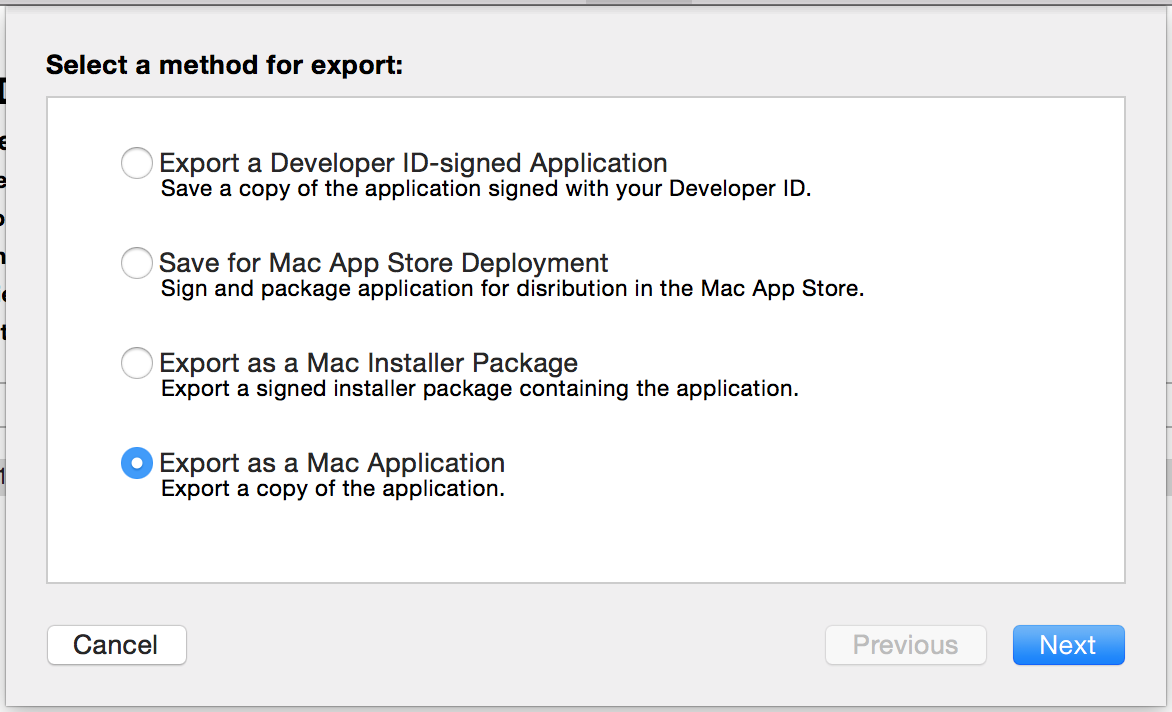 Select a method for export:
Export a Developer ID-signed Application
Save a copy of the application signed with your Developer ID.
Save for Mac App Store Deployment
Sign and package application for disribution in the Mac App Store.
Export as a Mac Installer Package
Export a signed installer package containing the application.
Export as a Mac Application
Export a copy of the application.
Cancel
Previous
Next